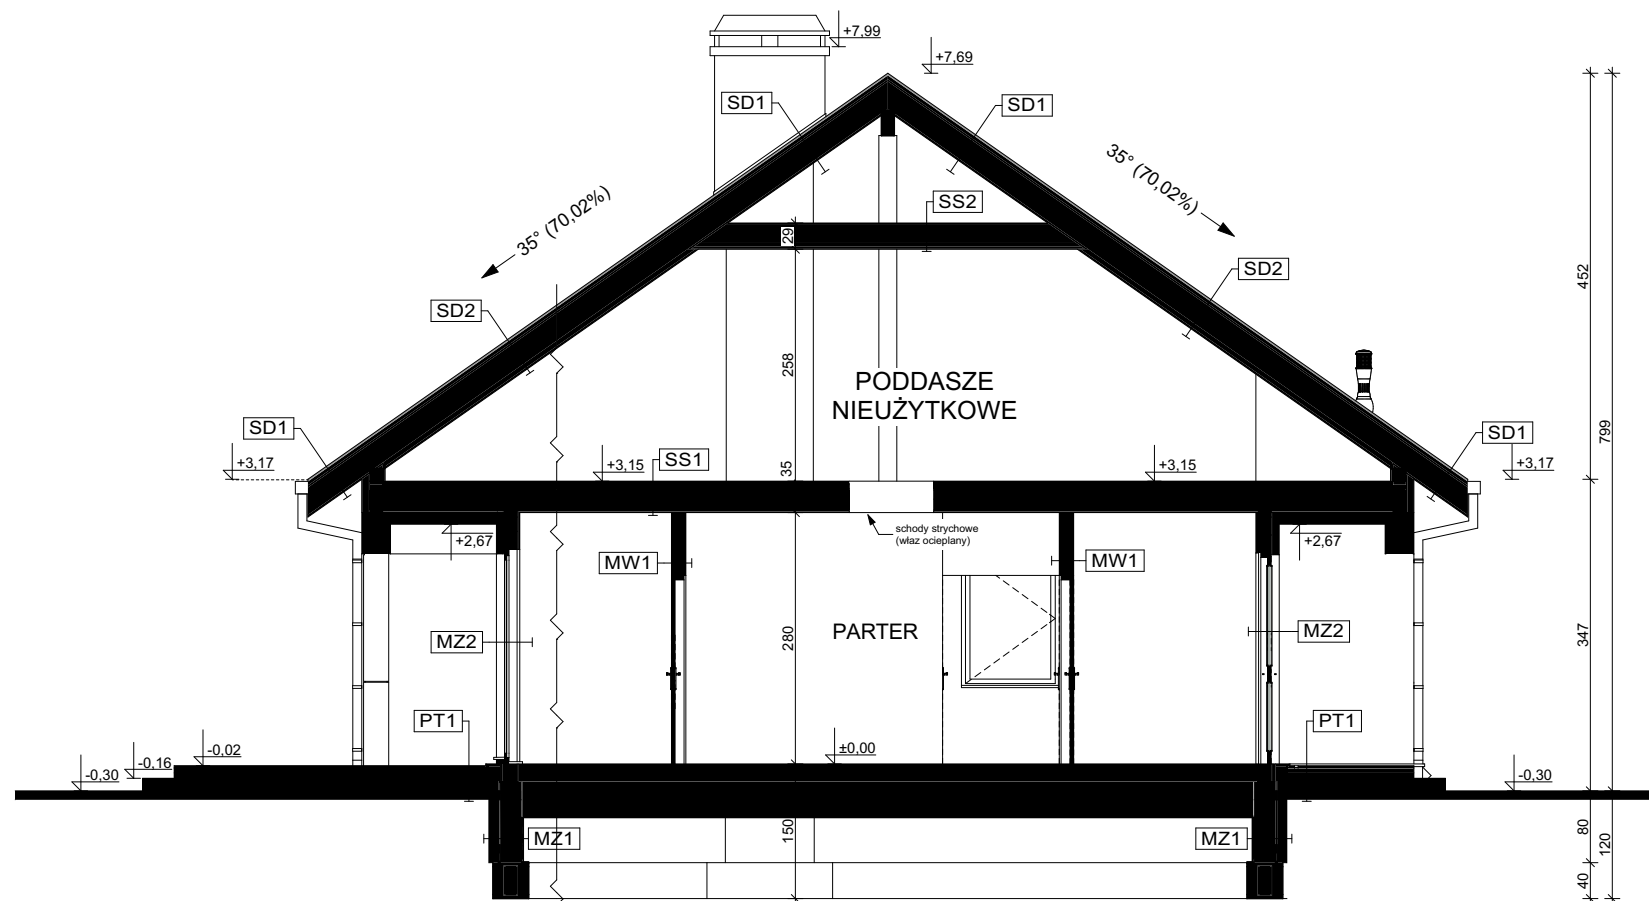 +7,99
+7,69
SD1
SD1
35° (70,02%)
35° (70,02%)
SS2
29
SD2
SD2
452
258
PODDASZE
NIEUŻYTKOWE
799
SD1
SD1
+3,17
+3,15
35
SS1
+3,15
+3,17
schody strychowe
(właz ocieplany)
+2,67
+2,67
MW1
MW1
PARTER
MZ2
MZ2
280
347
PT1
PT1
-0,30
-0,16
-0,02
±0,00
-0,30
150
MZ1
MZ1
80
120
40